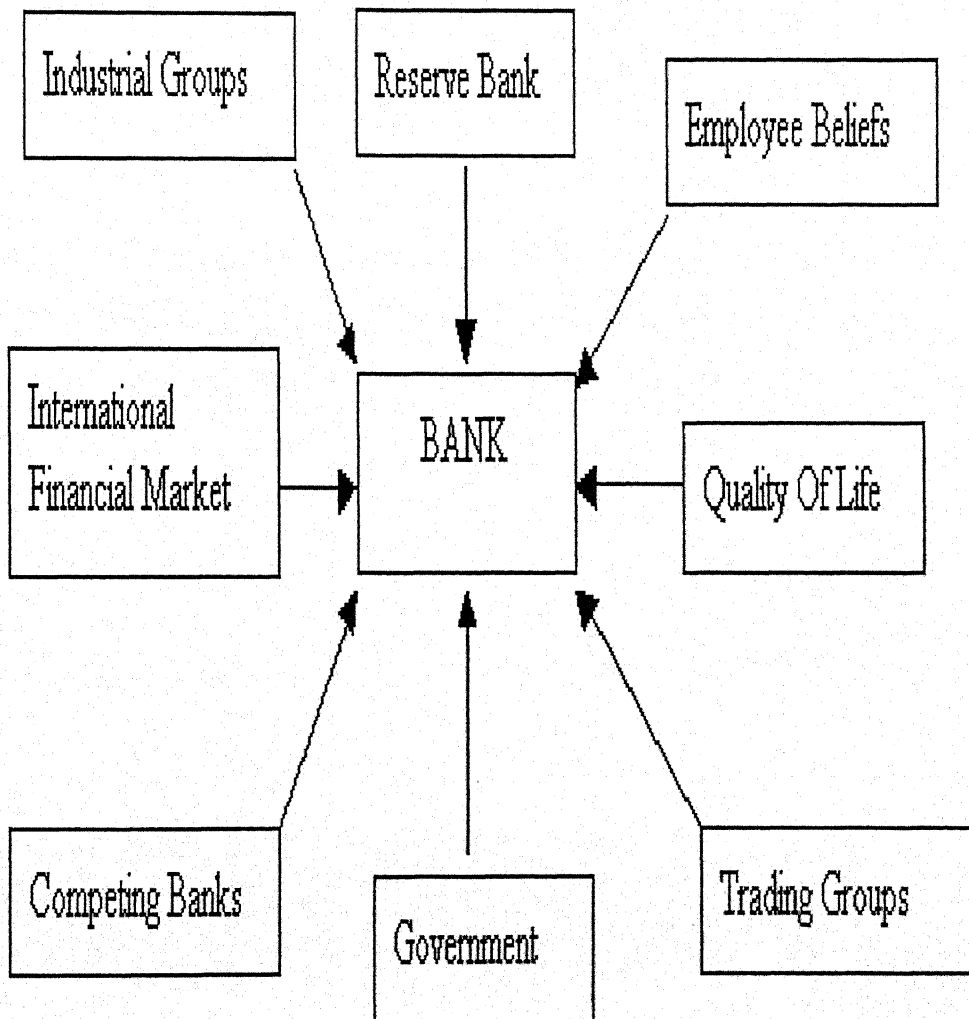 Industrial Groups
Reserve Bank
Employee Beliefs
International
Financial Market
BANK
Quality Of Life
Competing Banks
Government
Trading Groups